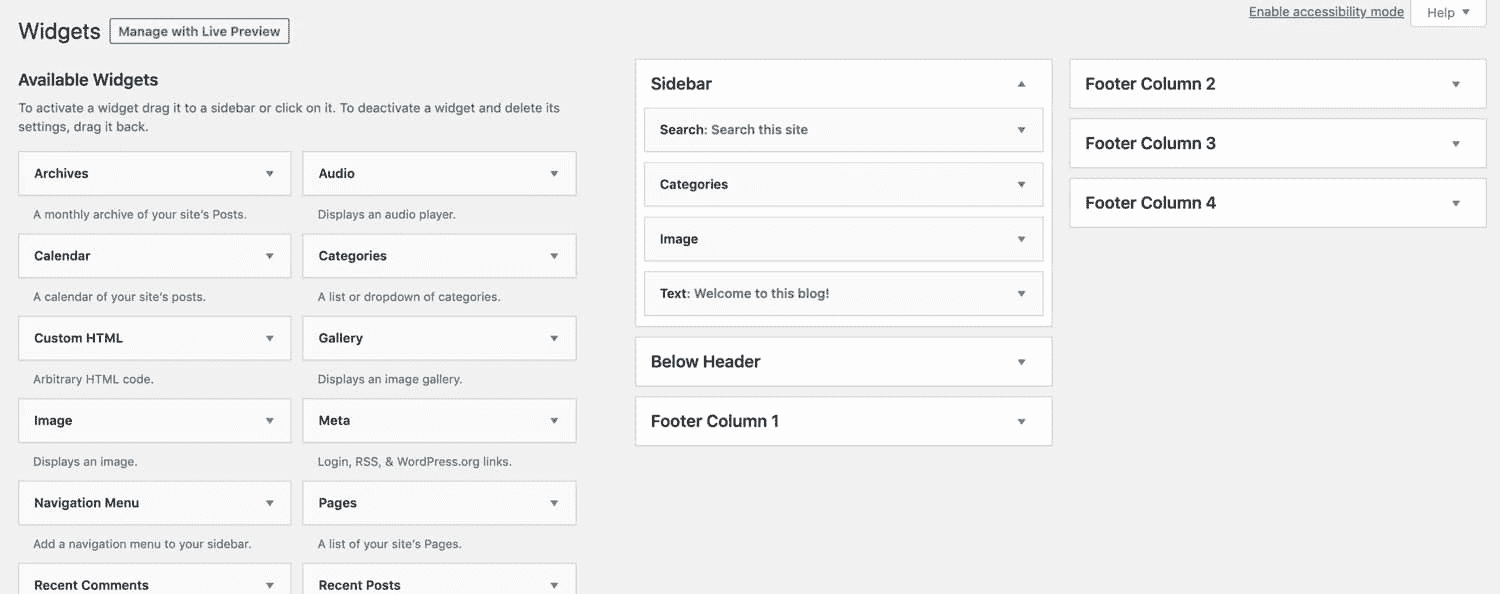 Widgets
Manage with Live Preview
Enable accessibility mode
Help
Available Widgets
To activate a widget drag it to a sidebar or click on it. To deactivate a widget and delete its
settings, drag it back.
Archives
Audio
A monthly archive of your site's Posts.
Displays an audio player.
Calendar
Categories
A calendar of your site's posts.
A list or dropdown of categories.
Custom HTML
Gallery
Arbitrary HTML code.
Displays an image gallery.
Image
Meta
Displays an image.
Login, RSS, & WordPress.org links.
Navigation Menu
Pages
Add a navigation menu to your sidebar.
A list of your site's Pages.
Recent Comments
Recent Posts
Sidebar
Search: Search this site
Categories
Image
Text: Welcome to this blog!
Below Header
Footer Column 1
Footer Column 2
Footer Column 3
Footer Column 4